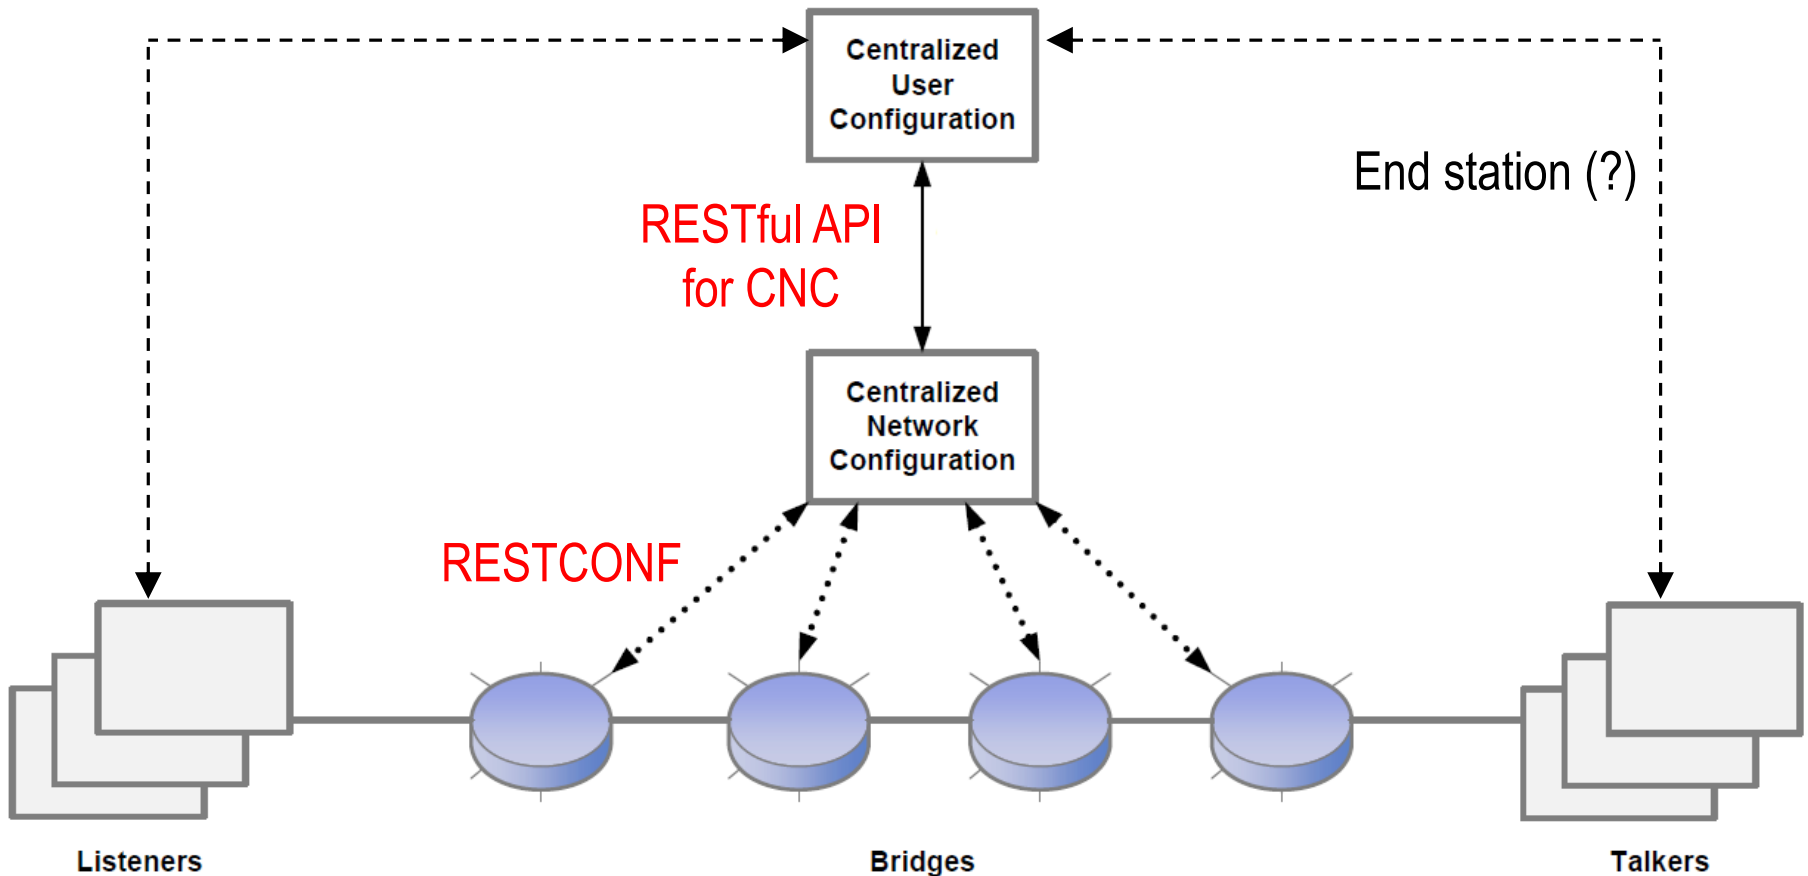 Centralized
User
Configuration
End station (?)
RESTful API
for CNC
Centralized
Network
Configuration
RESTCONF
Listeners
Bridges
Talkers